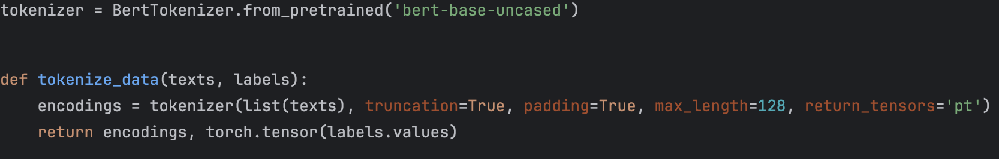 tokenizer = BertTokenizer.from_pretrained('bert-base-uncased')
def tokenize_data(texts, labels):
    encodings = tokenizer(list(texts), truncation=True, padding=True, max_length=128, return_tensors='pt')
    return encodings, torch.tensor(labels.values)